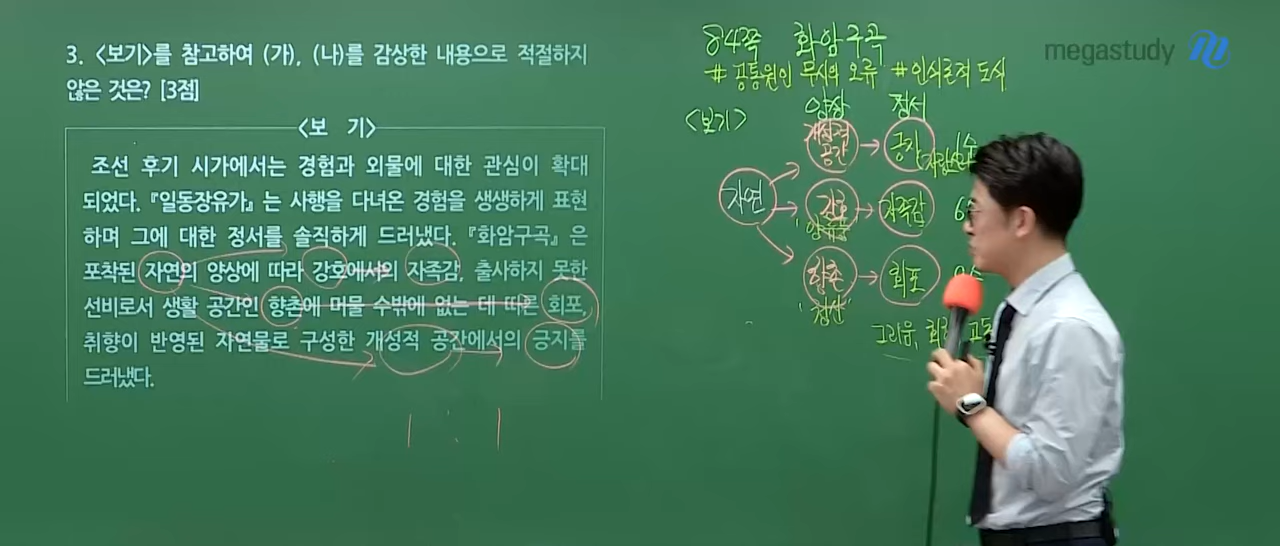 3. <보기>를 참고하여 (가), (나)를 감상한 내용으로 적절하지
않은 것은? [3점]
<보 기>
조선 후기 시가에서는 경험과 외물에 대한 관심이 확대
되었다. 『일동장유가』는 사행을 다녀온 경험을 생생하게 표현
하며 그에 대한 정서를 솔직하게 드러냈다. 『화암구곡』은
포착된 자연의 양상에 따라 강호에서의 자족감, 출사하지 못한
선비로서 생활 공간인 향촌에 머물 수밖에 없는 데 따른 회포,
취향이 반영된 자연물로 구성한 개성적 공간에서의 긍지를
드러냈다.
1 : 1
84쪽 화암구곡
# 공통원인 무시의 오류 # 인식론적 도식
megastudy
<보기>
양상 정서
개성적 공간 → 긍지 1수
자연
강호 → 자족감 6수
향촌 → 회포
그리움, 회한